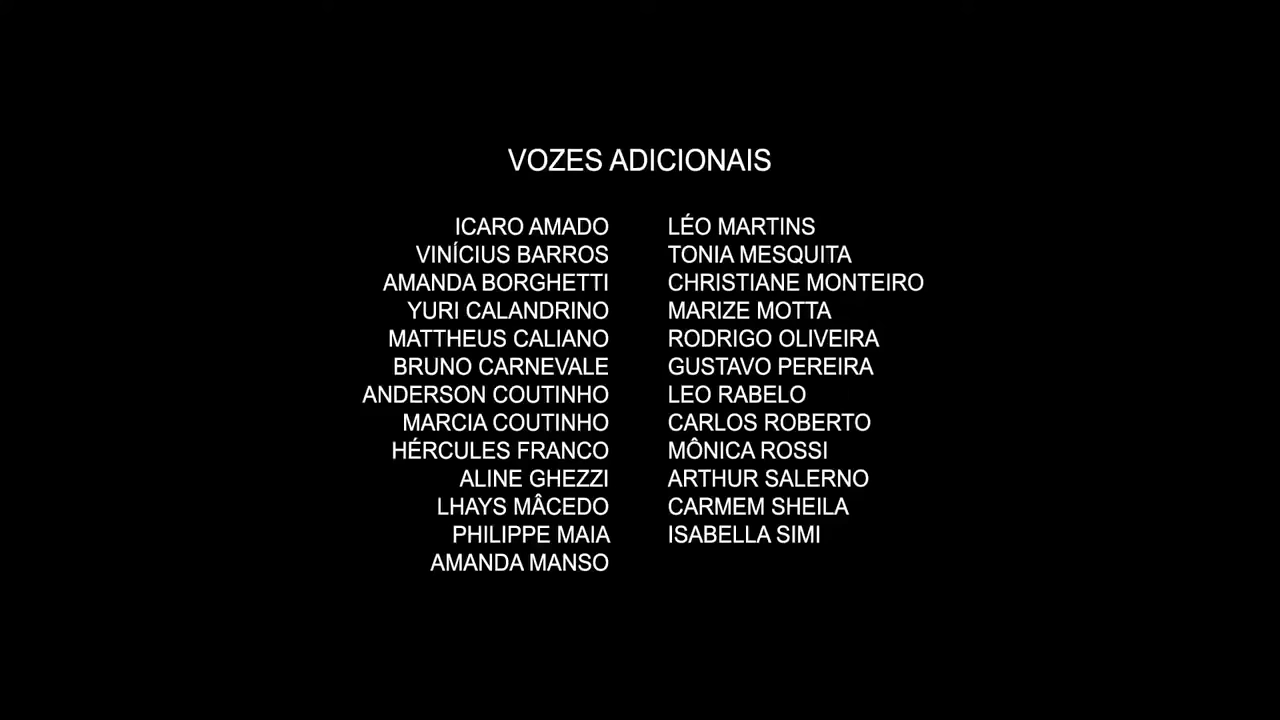 VOZES ADICIONAIS
ICARO AMADO
VINÍCIUS BARROS
AMANDA BORGHETTI
YURI CALANDRINO
MATTHEUS CALIANO
BRUNO CARNEVALE
ANDERSON COUTINHO
MARCIA COUTINHO
HÉRCULES FRANCO
ALINE GHEZZI
LHAYS MÂCEDO
PHILIPPE MAIA
AMANDA MANSO
LÉO MARTINS
TONIA MESQUITA
CHRISTIANE MONTEIRO
MARIZE MOTTA
RODRIGO OLIVEIRA
GUSTAVO PEREIRA
LEO RABELO
CARLOS ROBERTO
MÔNICA ROSSI
ARTHUR SALERNO
CARMEM SHEILA
ISABELLA SIMI